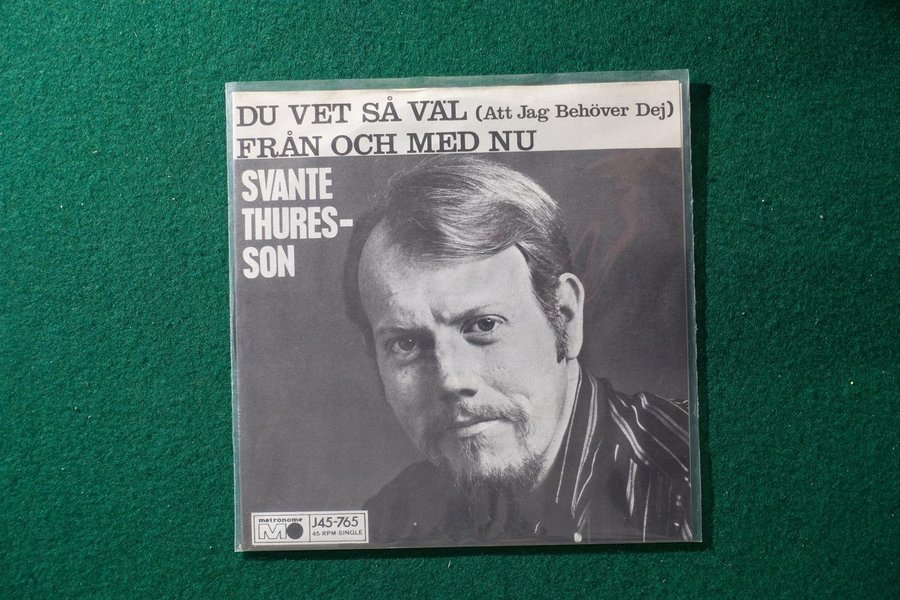 DU VET SÅ VÄL (Att Jag Behöver Dej)
FRÅN OCH MED NU
SVANTE
THURES-
SON
metronome
J45-765
45 RPM SINGLE